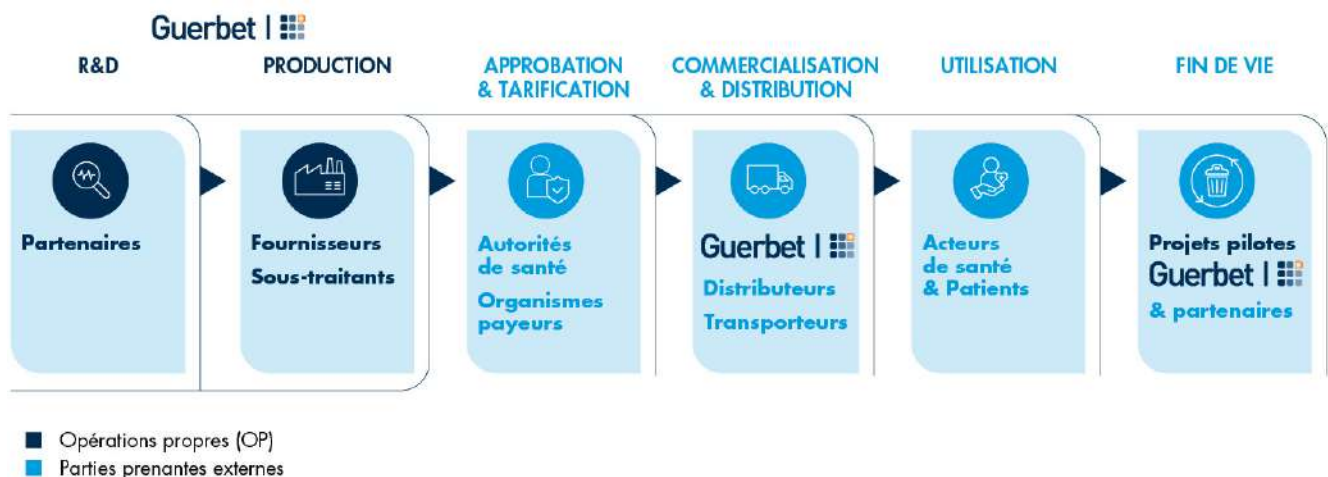 Guerbet
R&D
PRODUCTION
APPROBATION
& TARIFICATION
COMMERCIALISATION
& DISTRIBUTION
UTILISATION
FIN DE VIE
Partenaires
Fournisseurs
Sous-traitants
Autorités
de santé
Organismes
payeurs
Guerbet
Distributeurs
Transporteurs
Acteurs
de santé
& Patients
Projets pilotes
Guerbet
& partenaires
Opérations propres (OP)
Parties prenantes externes